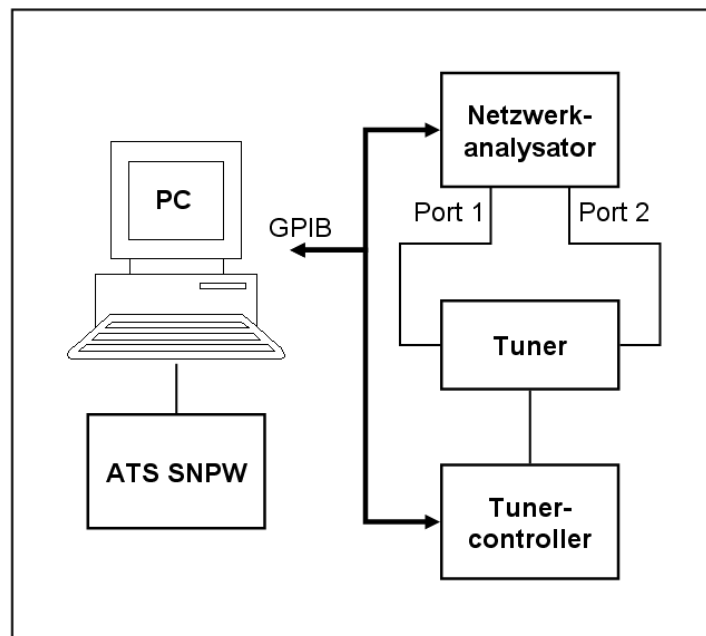 Netzwerk-
analysator
PC
Port 1
Port 2
GPIB
Tuner
ATS SNPW
Tuner-
controller